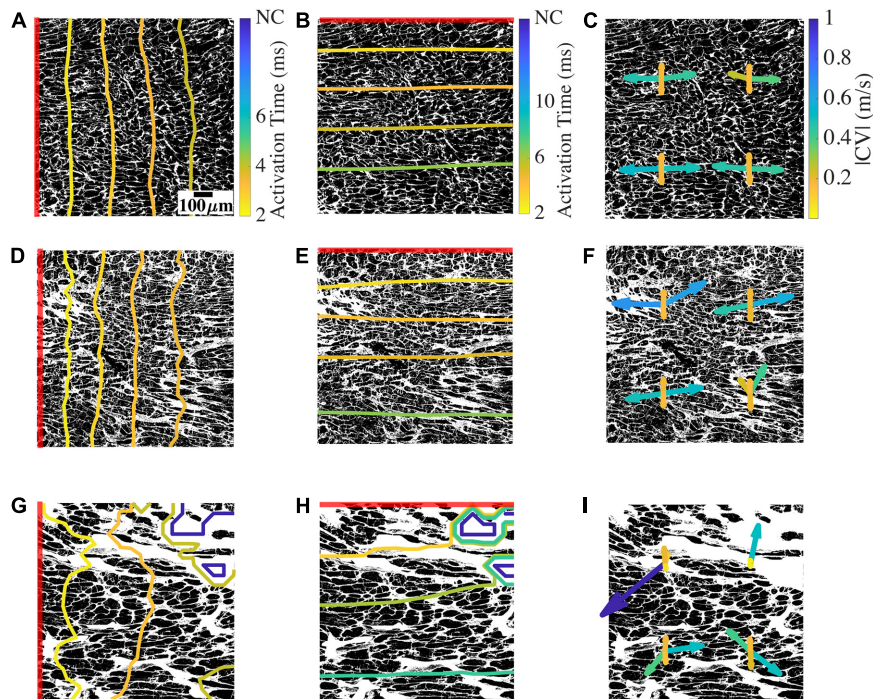 A
NC
6
4
2
Activation Time (ms)
100μm
B
NC
10
6
2
Activation Time (ms)
C
1
0.8
0.6
0.4
0.2
|CV| (m/s)
D
E
F
G
H
I